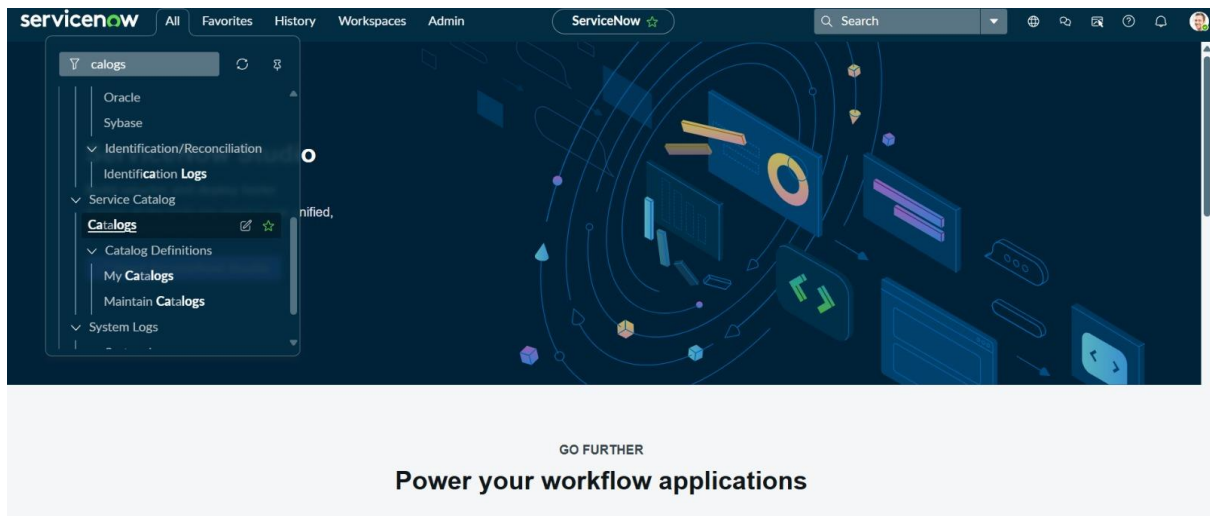 servicenow All Favorites History Workspaces Admin ServiceNow Search
calogs
Oracle
Sybase
Identification/Reconciliation
Identification Logs
Service Catalog
Catalogs
Catalog Definitions
My Catalogs
Maintain Catalogs
System Logs
nified,
GO FURTHER
Power your workflow applications